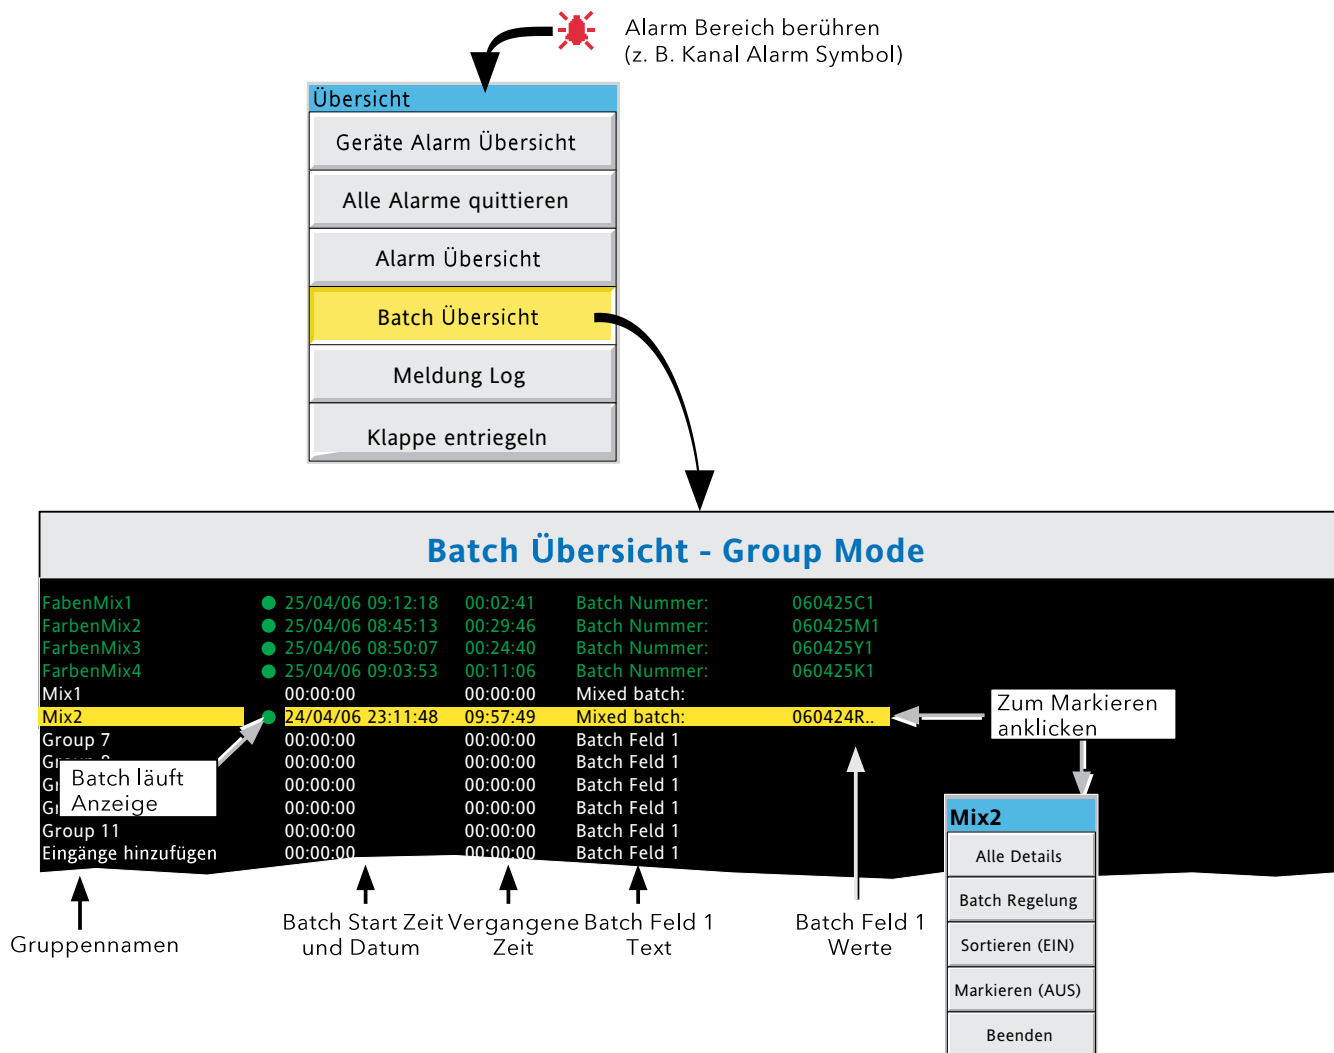 Alarm Bereich berühren
(z. B. Kanal Alarm Symbol)
Übersicht
Geräte Alarm Übersicht
Alle Alarme quittieren
Alarm Übersicht
Batch Übersicht
Meldung Log
Klappe entriegeln
Batch Übersicht - Group Mode
FabenMix1 25/04/06 09:12:18 00:02:41 Batch Nummer: 060425C1
FarbenMix2 25/04/06 08:45:13 00:29:46 Batch Nummer: 060425M1
FarbenMix3 25/04/06 08:50:07 00:24:40 Batch Nummer: 060425Y1
FarbenMix4 25/04/06 09:03:53 00:11:06 Batch Nummer: 060425K1
Mix1 00:00:00 00:00:00 Mixed batch:
Mix2 24/04/06 23:11:48 09:57:49 Mixed batch: 060424R..
Group 7 00:00:00 00:00:00 Batch Feld 1
00:00:00 00:00:00 Batch Feld 1
00:00:00 00:00:00 Batch Feld 1
00:00:00 00:00:00 Batch Feld 1
Group 11 00:00:00 00:00:00 Batch Feld 1
Eingänge hinzufügen 00:00:00 00:00:00 Batch Feld 1
Batch läuft
Anzeige
Zum Markieren
anklicken
Mix2
Alle Details
Batch Regelung
Sortieren (EIN)
Markieren (AUS)
Beenden
Gruppennamen
Batch Start Zeit
und Datum
Vergangene
Zeit
Batch Feld 1
Text
Batch Feld 1
Werte